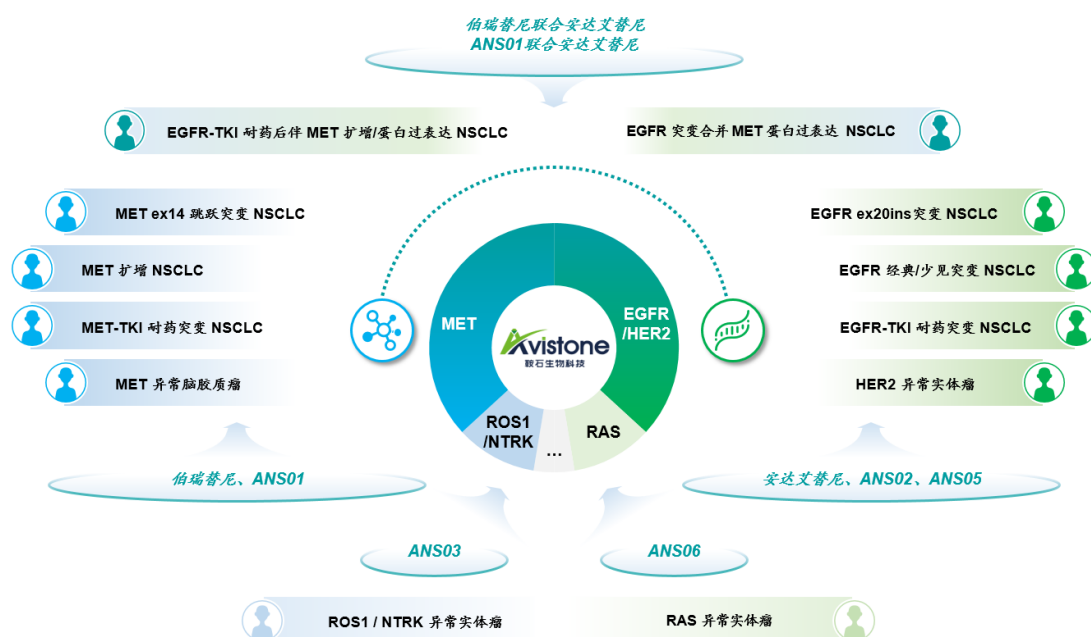 伯瑞替尼联合安达艾替尼
ANS01联合安达艾替尼
EGFR-TKI 耐药后伴 MET 扩增/蛋白过表达 NSCLC
EGFR 突变合并 MET 蛋白过表达 NSCLC
MET ex14 跳跃突变 NSCLC
MET 扩增 NSCLC
MET-TKI 耐药突变 NSCLC
MET 异常脑胶质瘤
MET
EGFR
/HER2
Avistone
鞍石生物科技
ROS1
/NTRK
...
RAS
EGFR ex20ins突变 NSCLC
EGFR 经典/少见突变 NSCLC
EGFR-TKI 耐药突变 NSCLC
HER2 异常实体瘤
伯瑞替尼、ANS01
安达艾替尼、ANS02、ANS05
ANS03
ANS06
ROS1 / NTRK 异常实体瘤
RAS 异常实体瘤